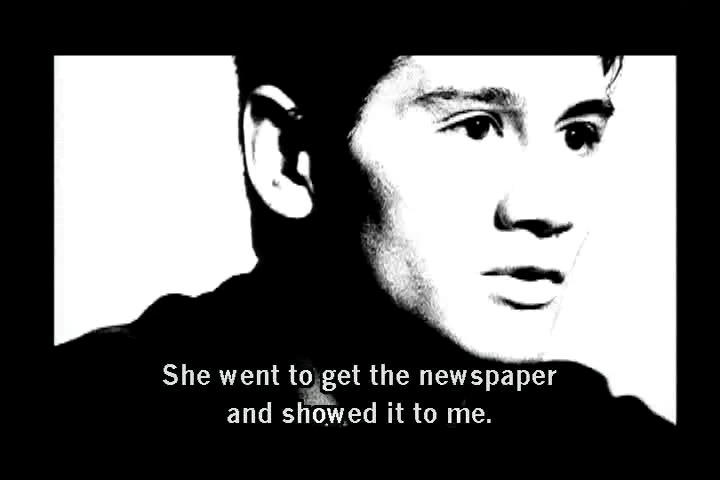 She went to get the newspaper
and showed it to me.